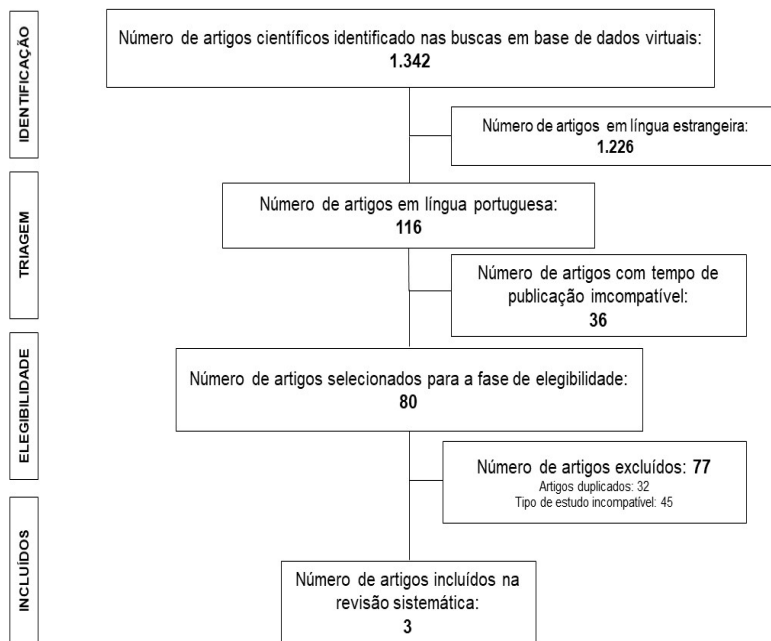 IDENTIFICAÇÃO
Número de artigos científicos identificado nas buscas em base de dados virtuais:
1.342
Número de artigos em língua estrangeira:
1.226
TRIAGEM
Número de artigos em língua portuguesa:
116
Número de artigos com tempo de
publicação imcompatível:
36
ELEGIBILIDADE
Número de artigos selecionados para a fase de elegibilidade:
80
Número de artigos excluídos: 77
Artigos duplicados: 32
Tipo de estudo incompatível: 45
INCLUÍDOS
Número de artigos incluídos na
revisão sistemática:
3